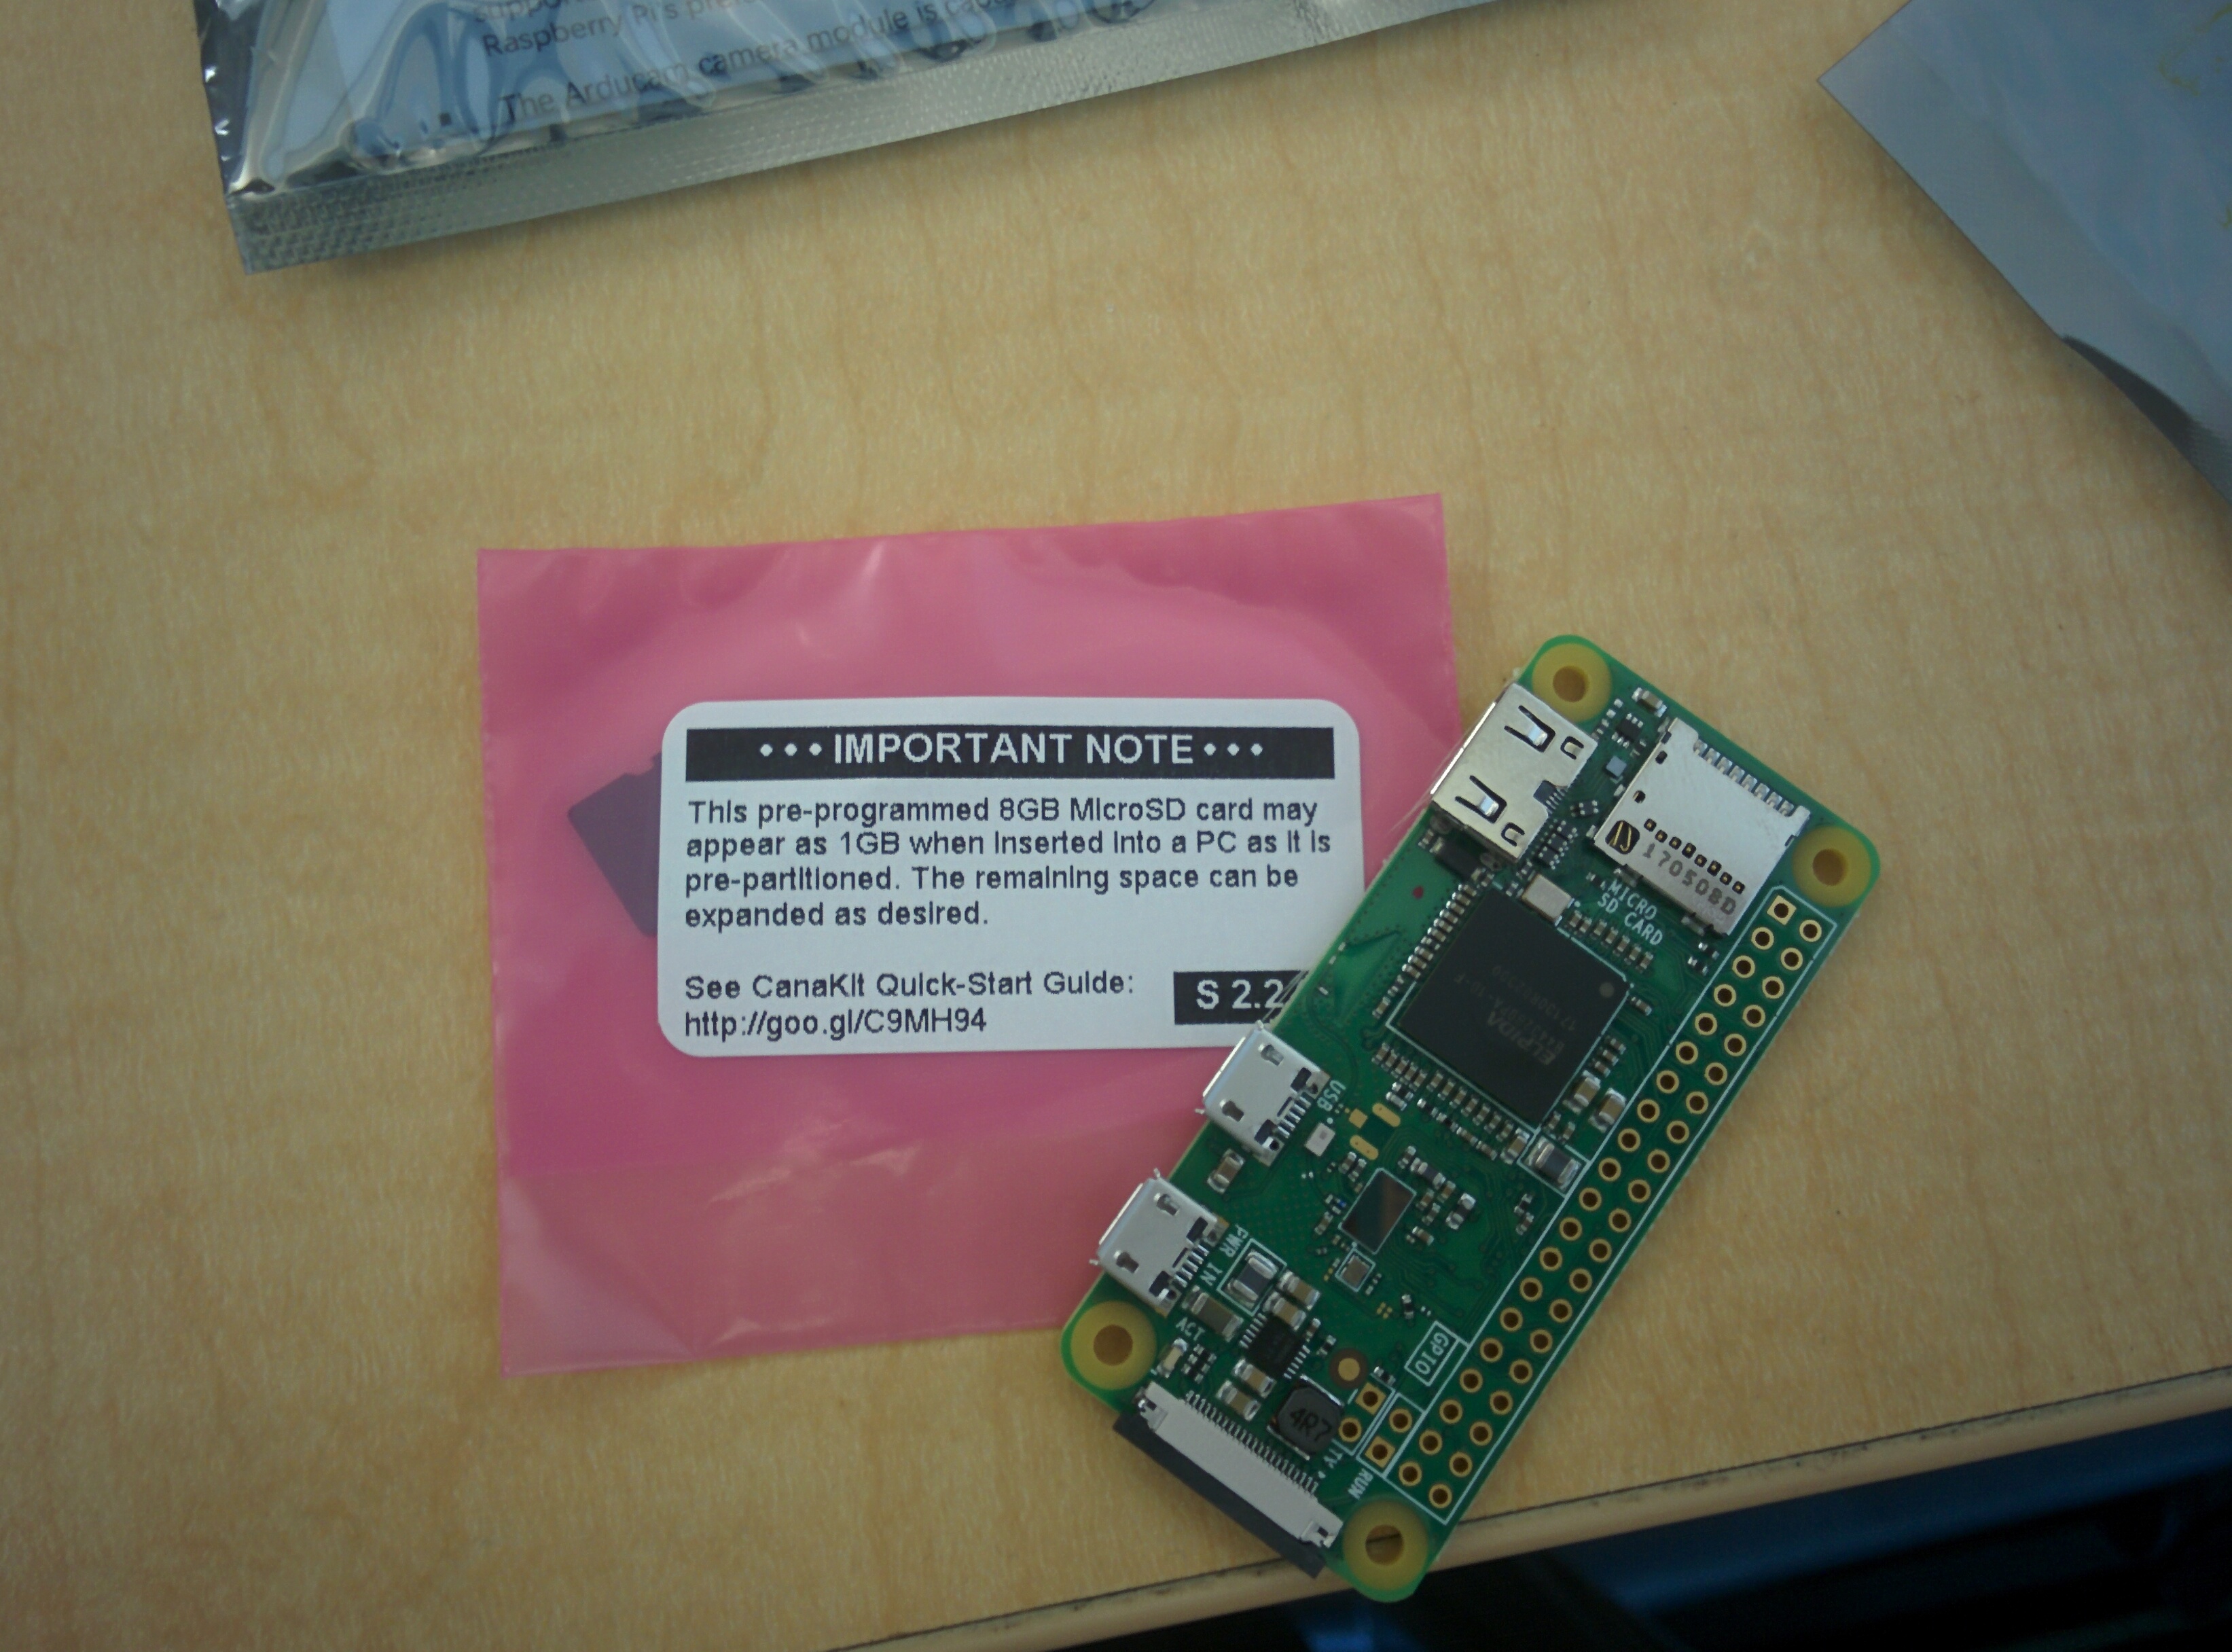 Raspberry Pi's
The Arducam camera module is
•••IMPORTANT NOTE•••
This pre-programmed 8GB MicroSD card may
appear as 1GB when inserted into a PC as it is
pre-partitioned. The remaining space can be
expanded as desired.
See CanaKit Quick-Start Guide:
http://goo.gl/C9MH94
S 2.2
170508D
MICRO
SD CARD
ELPIDA
USB
PWR IN
ACT
GPIO
4R7
TV
RUN